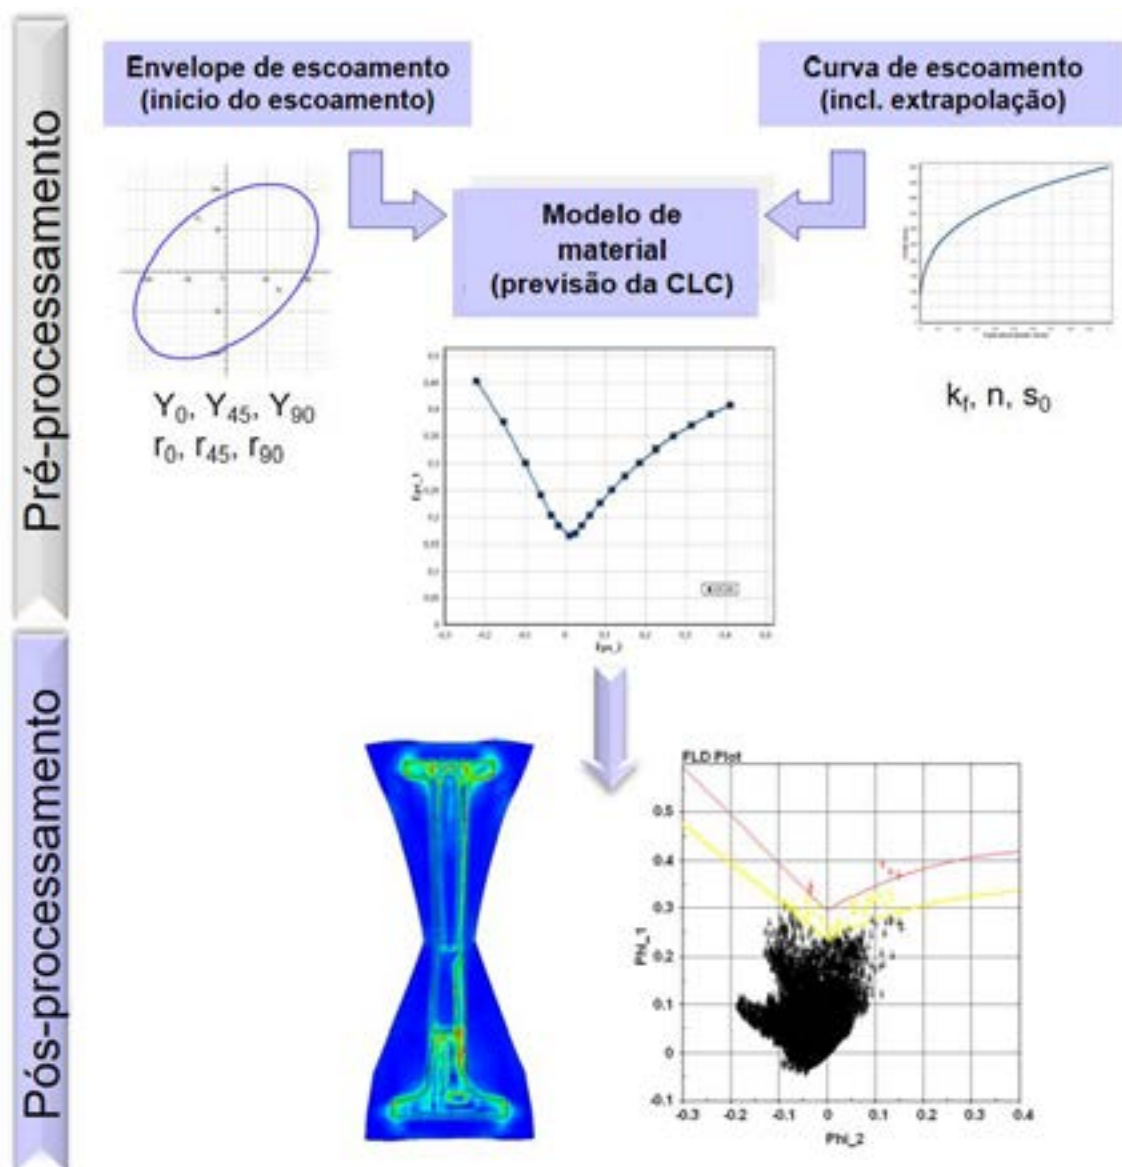 Pré-processamento
Envelope de escoamento
(início do escoamento)
Curva de escoamento
(incl. extrapolação)
Modelo de
material
(previsão da CLC)
Y0, Y45, Y90
r0, r45, r90
kf, n, s0
Pós-processamento
FLD Plot
Phi_1
0.5
0.4
0.3
0.2
0.1
0
-0.1
-0.3
-0.2
-0.1
0
0.1
0.2
0.3
0.4
Phi_2